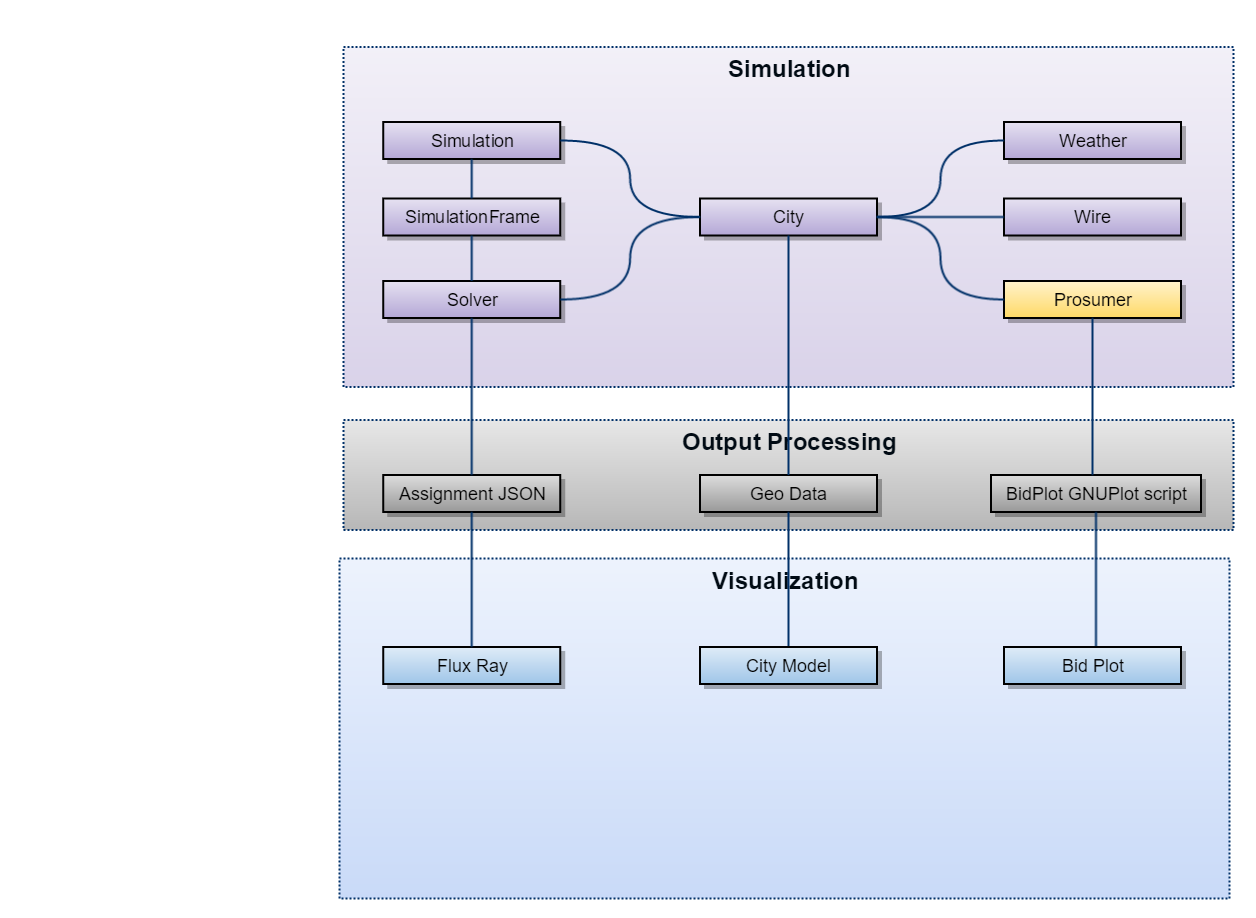 Simulation
Simulation
Weather
SimulationFrame
City
Wire
Solver
Prosumer
Output Processing
Assignment JSON
Geo Data
BidPlot GNUPlot script
Visualization
Flux Ray
City Model
Bid Plot